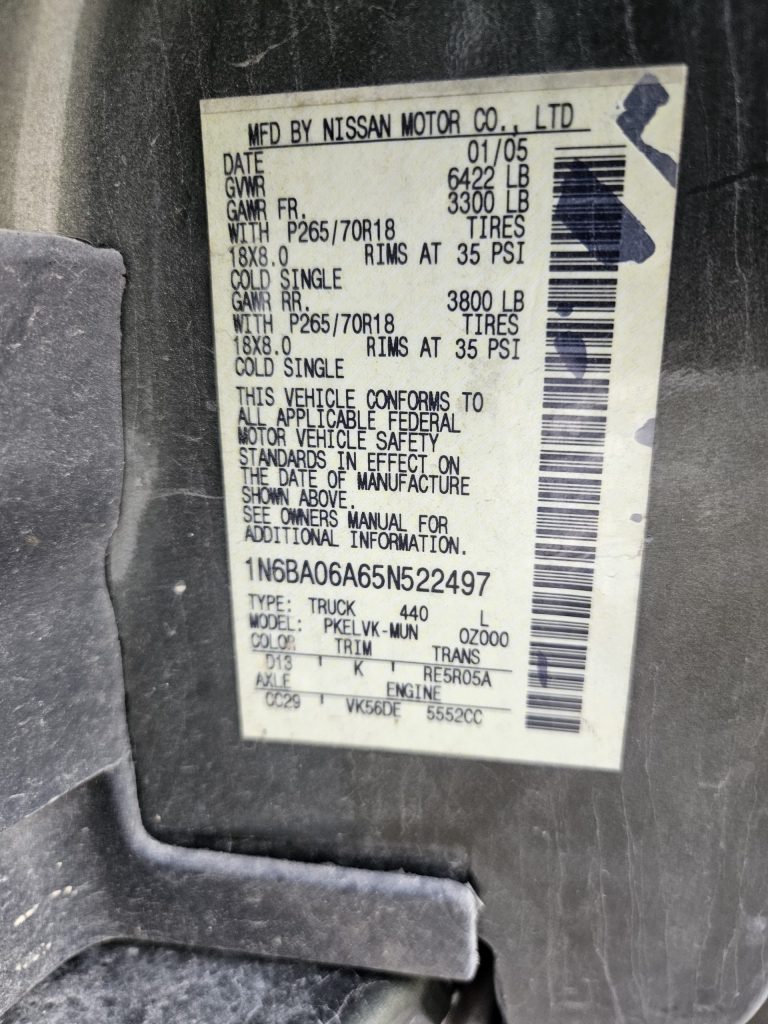 MFD BY NISSAN MOTOR CO., LTD
DATE 01/05
GVWR 6422 LB
GAWR FR. 3300 LB
WITH P265/70R18 TIRES
18X8.0 RIMS AT 35 PSI
COLD SINGLE
GAWR RR. 3800 LB
WITH P265/70R18 TIRES
18X8.0 RIMS AT 35 PSI
COLD SINGLE
THIS VEHICLE CONFORMS TO
ALL APPLICABLE FEDERAL
MOTOR VEHICLE SAFETY
STANDARDS IN EFFECT ON
THE DATE OF MANUFACTURE
SHOWN ABOVE.
SEE OWNERS MANUAL FOR
ADDITIONAL INFORMATION.
1N6BA06A65N522497
TYPE: TRUCK 440 L
MODEL: PKELVK-MUN 0Z000
COLOR TRIM TRANS
D13 K RE5R05A
AXLE ENGINE
CC29 VK56DE 5552CC